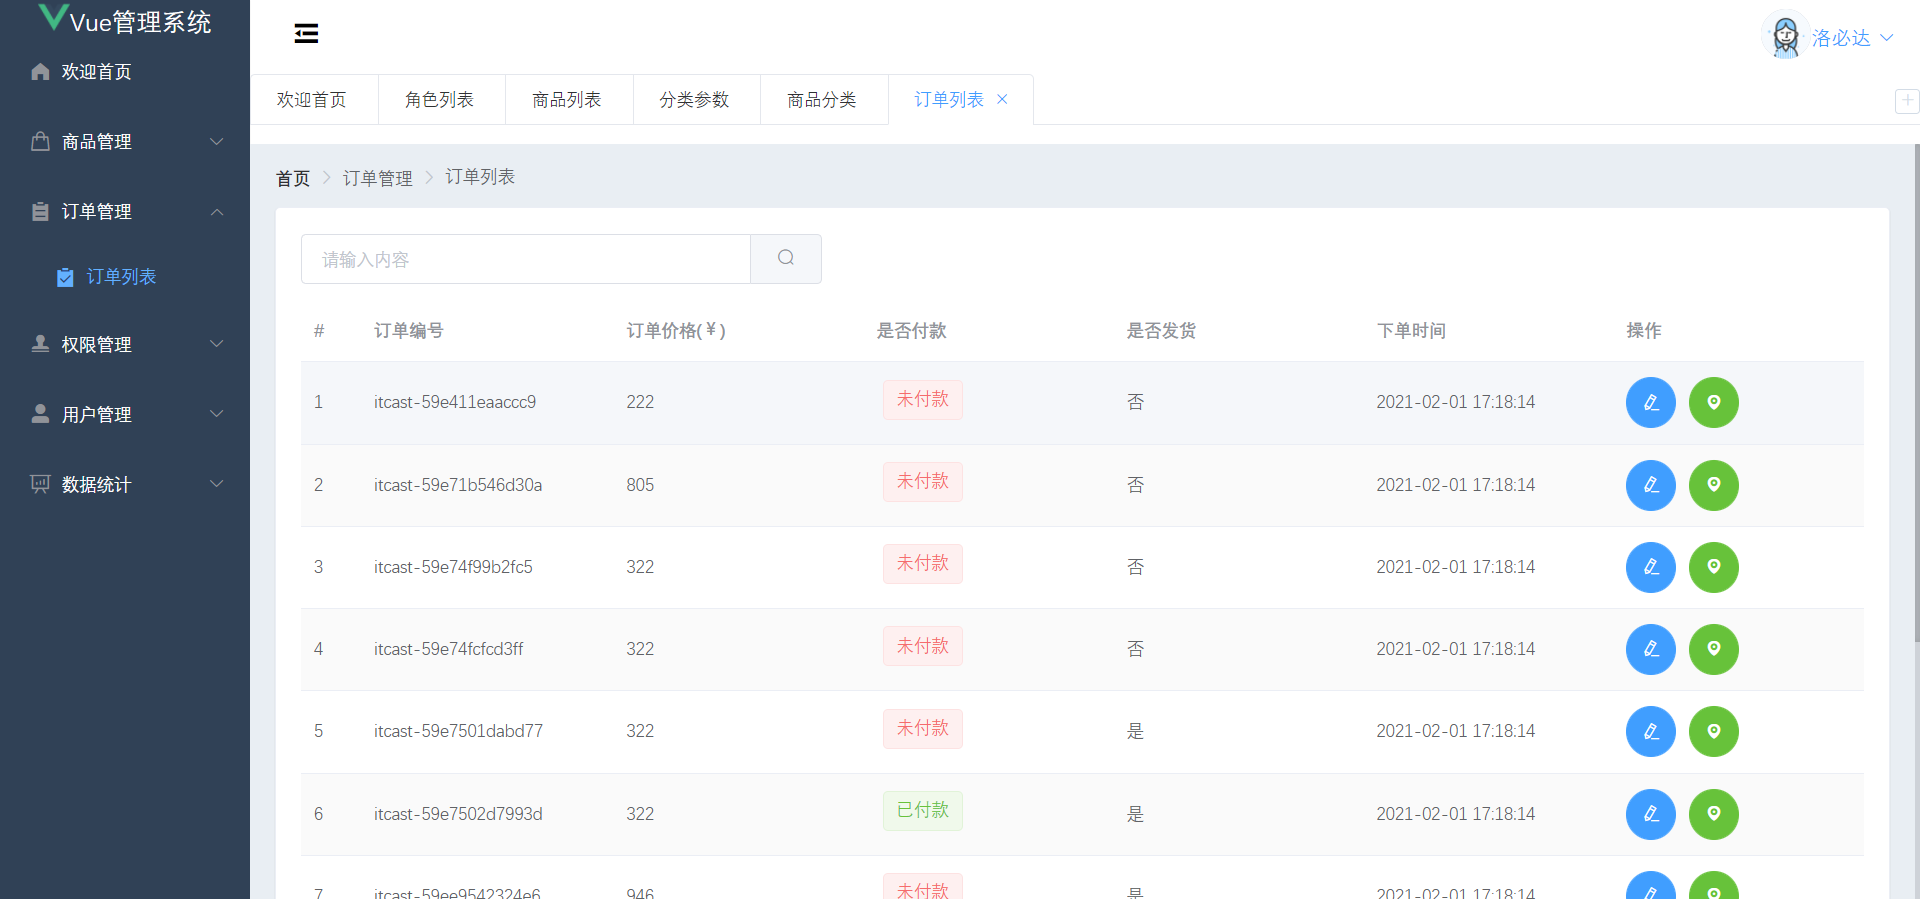 Vue管理系统
欢迎首页
商品管理
订单管理
订单列表
权限管理
用户管理
数据统计
洛必达
欢迎首页 角色列表 商品列表 分类参数 商品分类 订单列表
首页 订单管理 订单列表
请输入内容
# 订单编号 订单价格(￥) 是否付款 是否发货 下单时间 操作
1 itcast-59e411eaaccc9 222 未付款 否 2021-02-01 17:18:14
2 itcast-59e71b546d30a 805 未付款 否 2021-02-01 17:18:14
3 itcast-59e74f99b2fc5 322 未付款 否 2021-02-01 17:18:14
4 itcast-59e74fcfcd3ff 322 未付款 否 2021-02-01 17:18:14
5 itcast-59e7501dabd77 322 未付款 是 2021-02-01 17:18:14
6 itcast-59e7502d7993d 322 已付款 是 2021-02-01 17:18:14
7 itcast-59ee9542324e6 946 未付款 是 2021-02-01 17:18:14